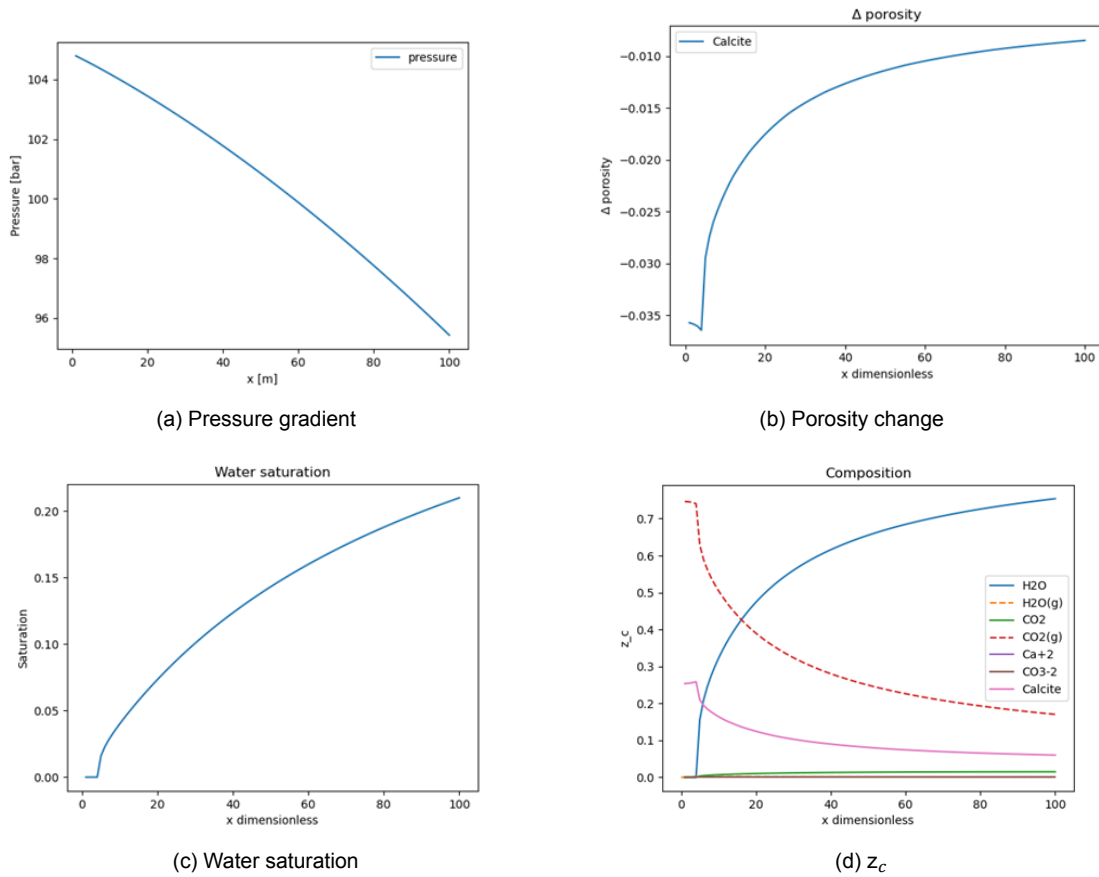 pressure
104
102
100
98
96
Pressure [bar]
0 20 40 60 80 100
x [m]
(a) Pressure gradient
Δ porosity
Calcite
−0.010
−0.015
−0.020
−0.025
−0.030
−0.035
Δ porosity
0 20 40 60 80 100
x dimensionless
(b) Porosity change
Water saturation
0.20
0.15
0.10
0.05
0.00
Saturation
0 20 40 60 80 100
x dimensionless
(c) Water saturation
Composition
0.7
0.6
0.5
0.4
0.3
0.2
0.1
0.0
z_c
H2O
H2O(g)
CO2
CO2(g)
Ca+2
CO3-2
Calcite
0 20 40 60 80 100
x dimensionless
(d) z_c